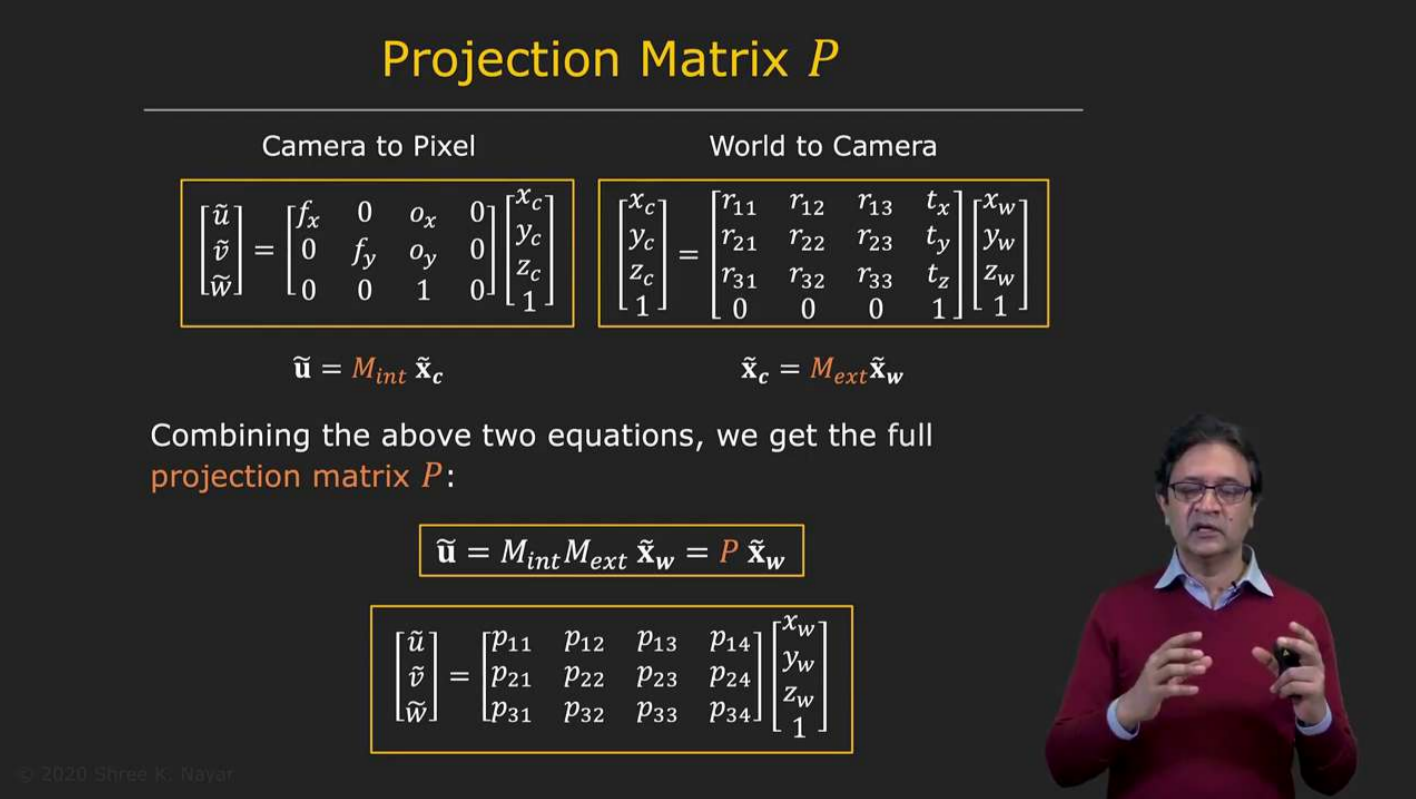 Projection Matrix P
Camera to Pixel
World to Camera
[ũ ṽ w̃] = [f_x 0 o_x 0; 0 f_y o_y 0; 0 0 1 0] [x_c y_c z_c 1]
[x_c y_c z_c 1] = [r_11 r_12 r_13 t_x; r_21 r_22 r_23 t_y; r_31 r_32 r_33 t_z; 0 0 0 1] [x_w y_w z_w 1]
ũ = M_int x̃_c
x̃_c = M_ext x̃_w
Combining the above two equations, we get the full
projection matrix P:
ũ = M_int M_ext x̃_w = P x̃_w
[ũ ṽ w̃] = [p_11 p_12 p_13 p_14; p_21 p_22 p_23 p_24; p_31 p_32 p_33 p_34] [x_w y_w z_w 1]
© 2020 Shree K. Nayar